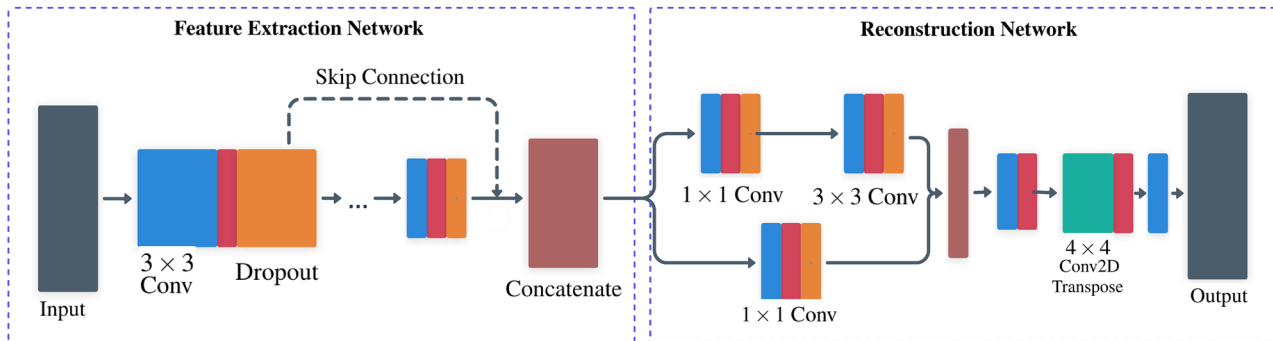 Feature Extraction Network
Reconstruction Network
Skip Connection
Input
3 × 3
Conv
Dropout
...
Concatenate
1 × 1 Conv
3 × 3 Conv
1 × 1 Conv
4 × 4
Conv2D
Transpose
Output